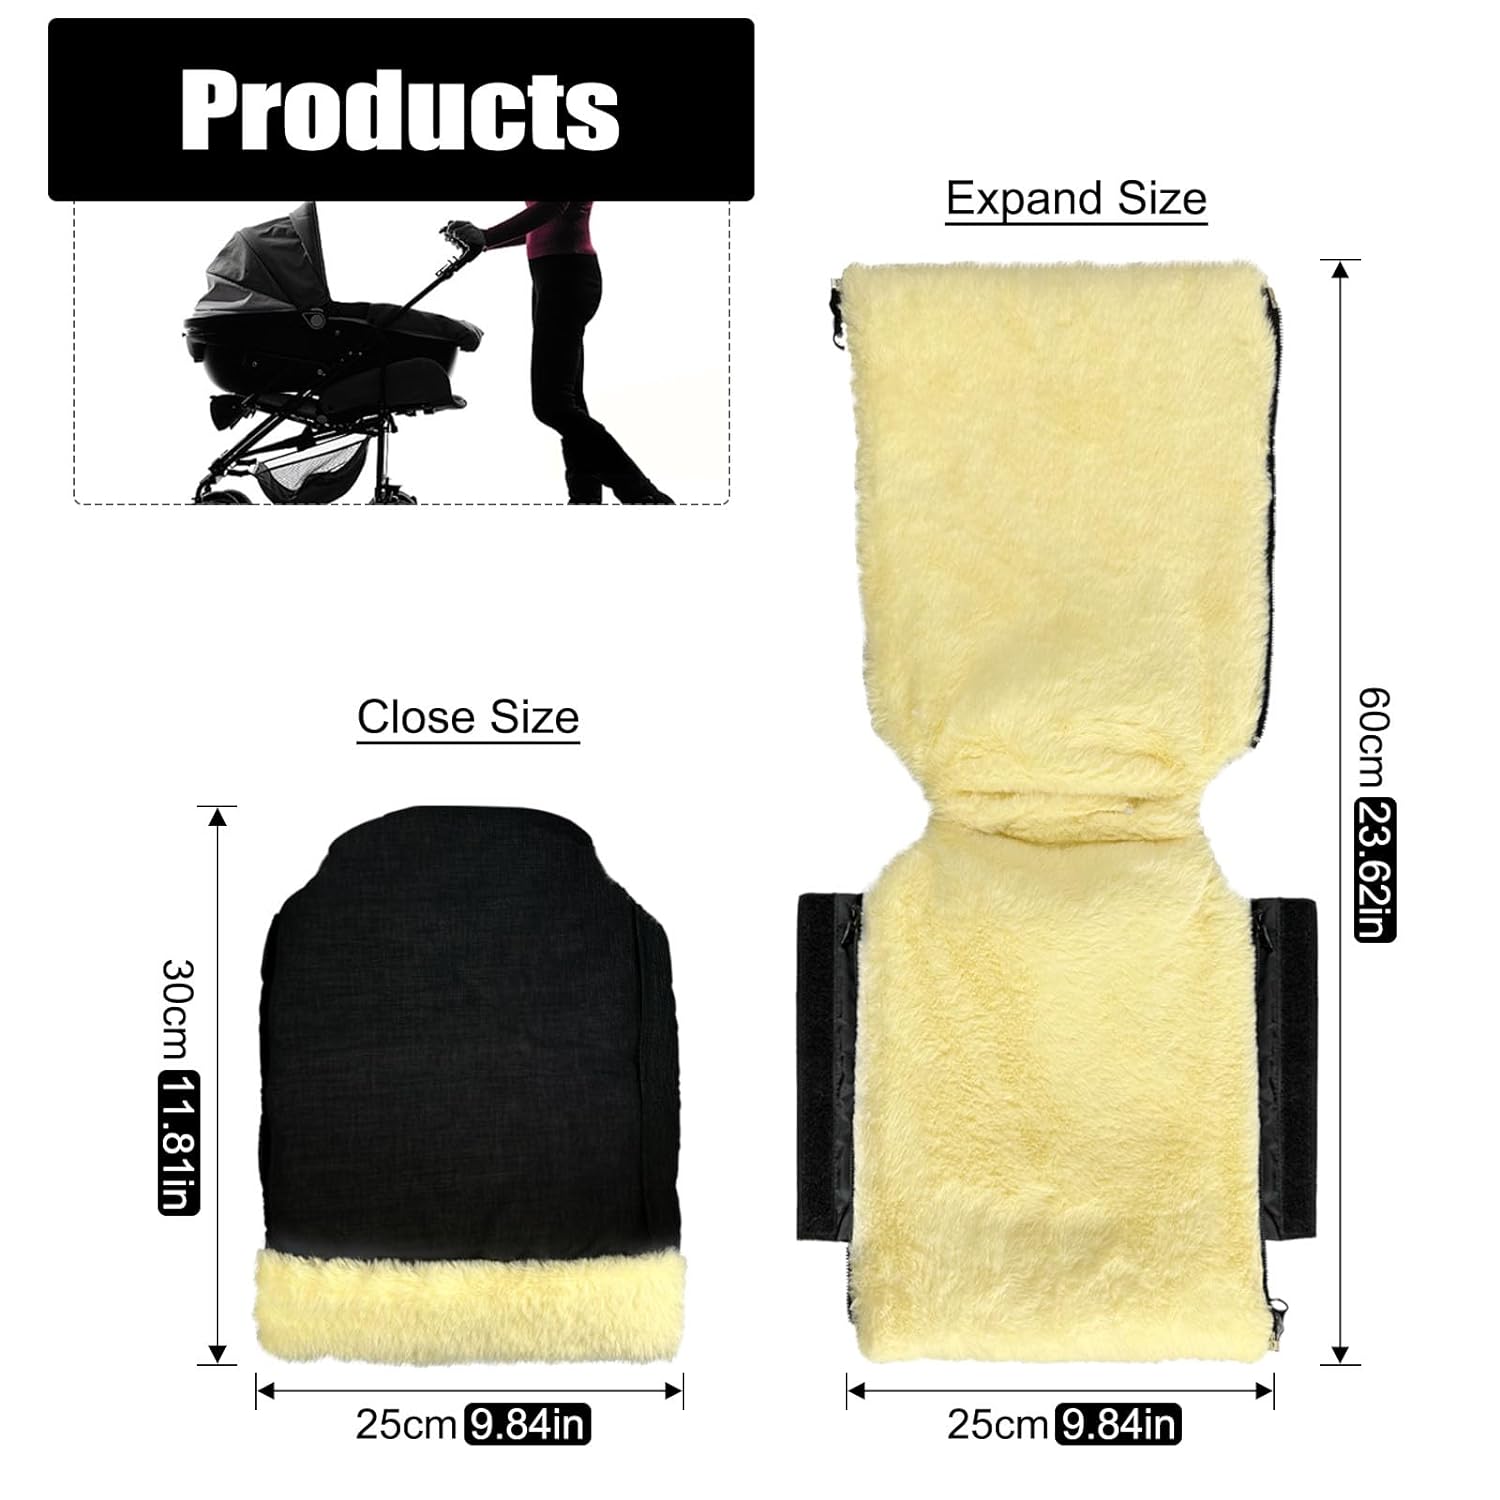 Products
Expand Size
60cm 23.62in
25cm 9.84in
Close Size
30cm 11.81in
25cm 9.84in